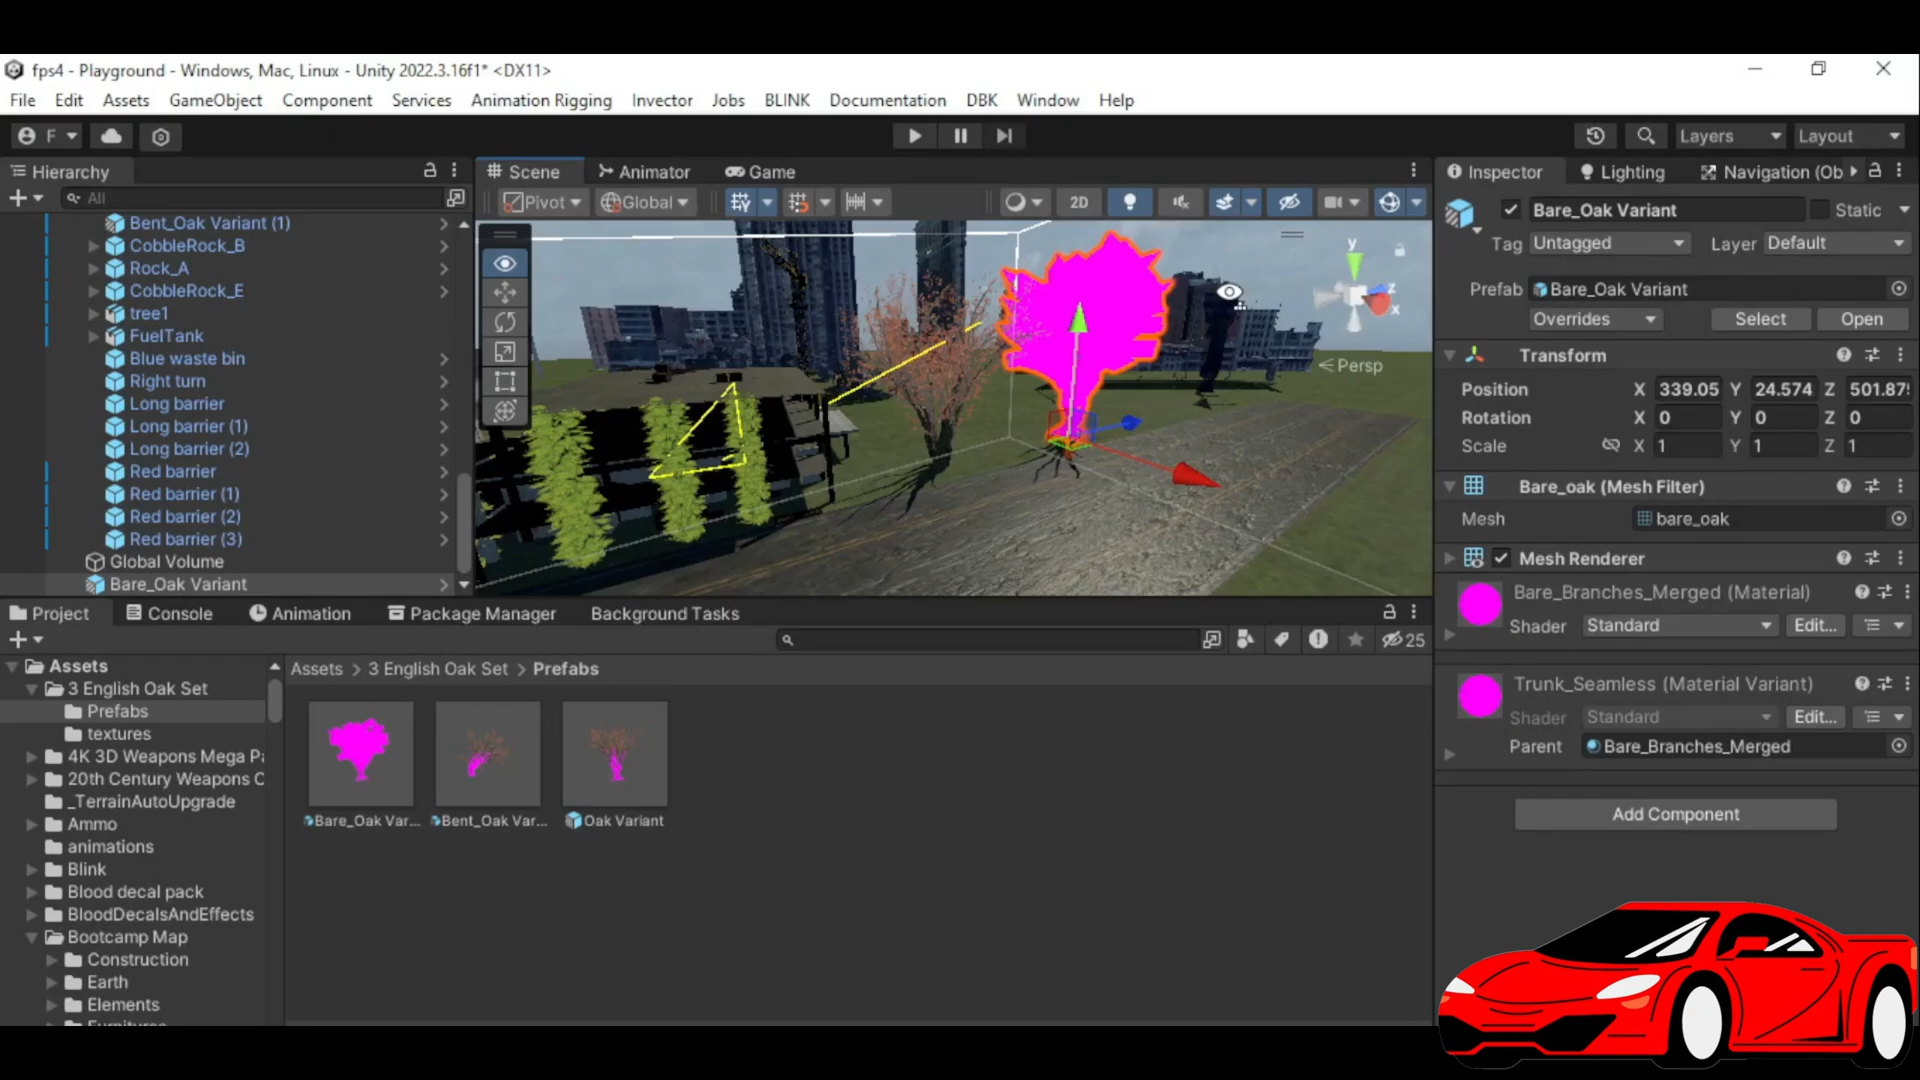 fps4 - Playground - Windows, Mac, Linux - Unity 2022.3.16f1* <DX11>
File Edit Assets GameObject Component Services Animation Rigging Invector Jobs BLINK Documentation DBK Window Help
F Layers Layout
Hierarchy
All
Bent_Oak Variant (1)
CobbleRock_B
Rock_A
CobbleRock_E
tree1
FuelTank
Blue waste bin
Right turn
Long barrier
Long barrier (1)
Long barrier (2)
Red barrier
Red barrier (1)
Red barrier (2)
Red barrier (3)
Global Volume
Bare_Oak Variant
Scene Animator Game
Pivot Global 2D
y
z
x
Persp
Inspector Lighting Navigation (Ob
Bare_Oak Variant Static
Tag Untagged Layer Default
Prefab Bare_Oak Variant
Overrides Select Open
Transform
Position X 339.05 Y 24.574 Z 501.875
Rotation X 0 Y 0 Z 0
Scale X 1 Y 1 Z 1
Bare_oak (Mesh Filter)
Mesh bare_oak
Mesh Renderer
Bare_Branches_Merged (Material)
Shader Standard Edit...
Trunk_Seamless (Material Variant)
Shader Standard Edit...
Parent Bare_Branches_Merged
Add Component
Project Console Animation Package Manager Background Tasks
25
Assets
3 English Oak Set
Prefabs
textures
4K 3D Weapons Mega Pa
20th Century Weapons C
_TerrainAutoUpgrade
Ammo
animations
Blink
Blood decal pack
BloodDecalsAndEffects
Bootcamp Map
Construction
Earth
Elements
Assets > 3 English Oak Set > Prefabs
Bare_Oak Var... Bent_Oak Var... Oak Variant